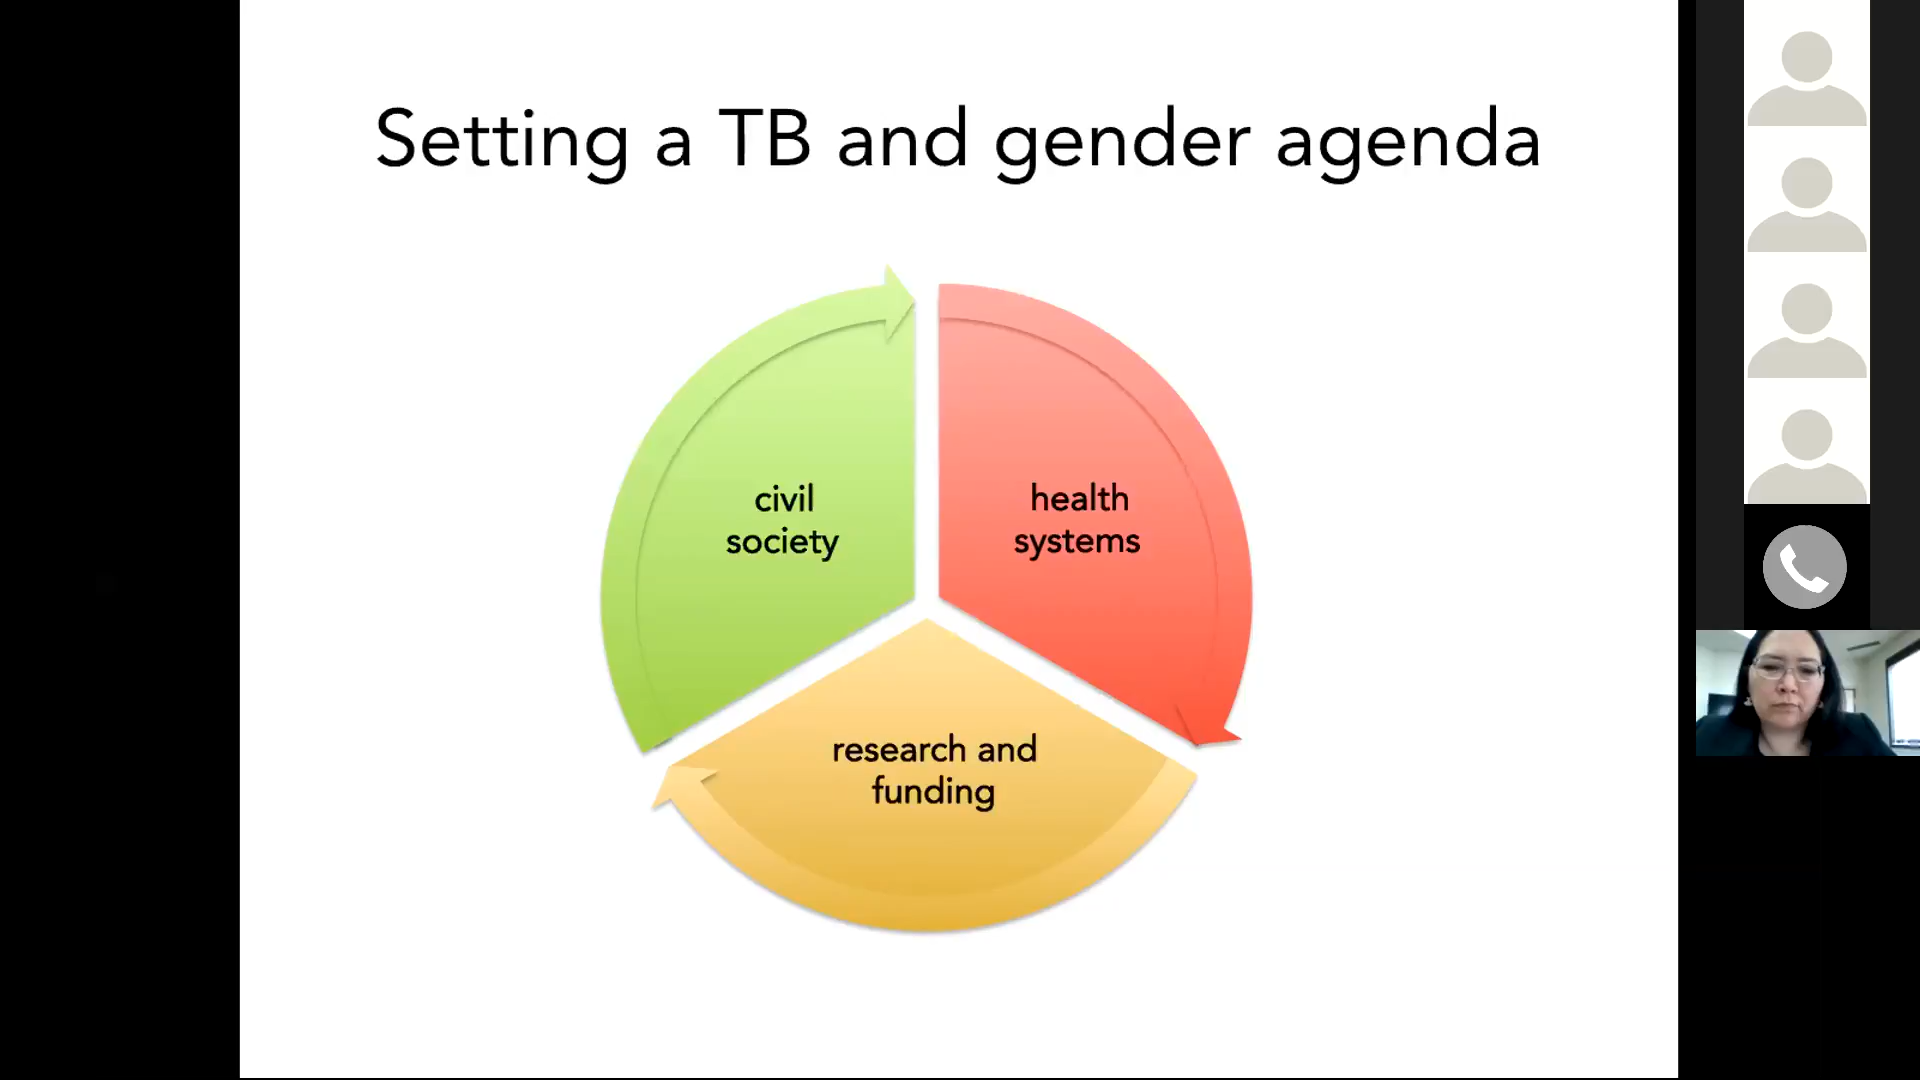 Setting a TB and gender agenda
civil
society
health
systems
research and
funding